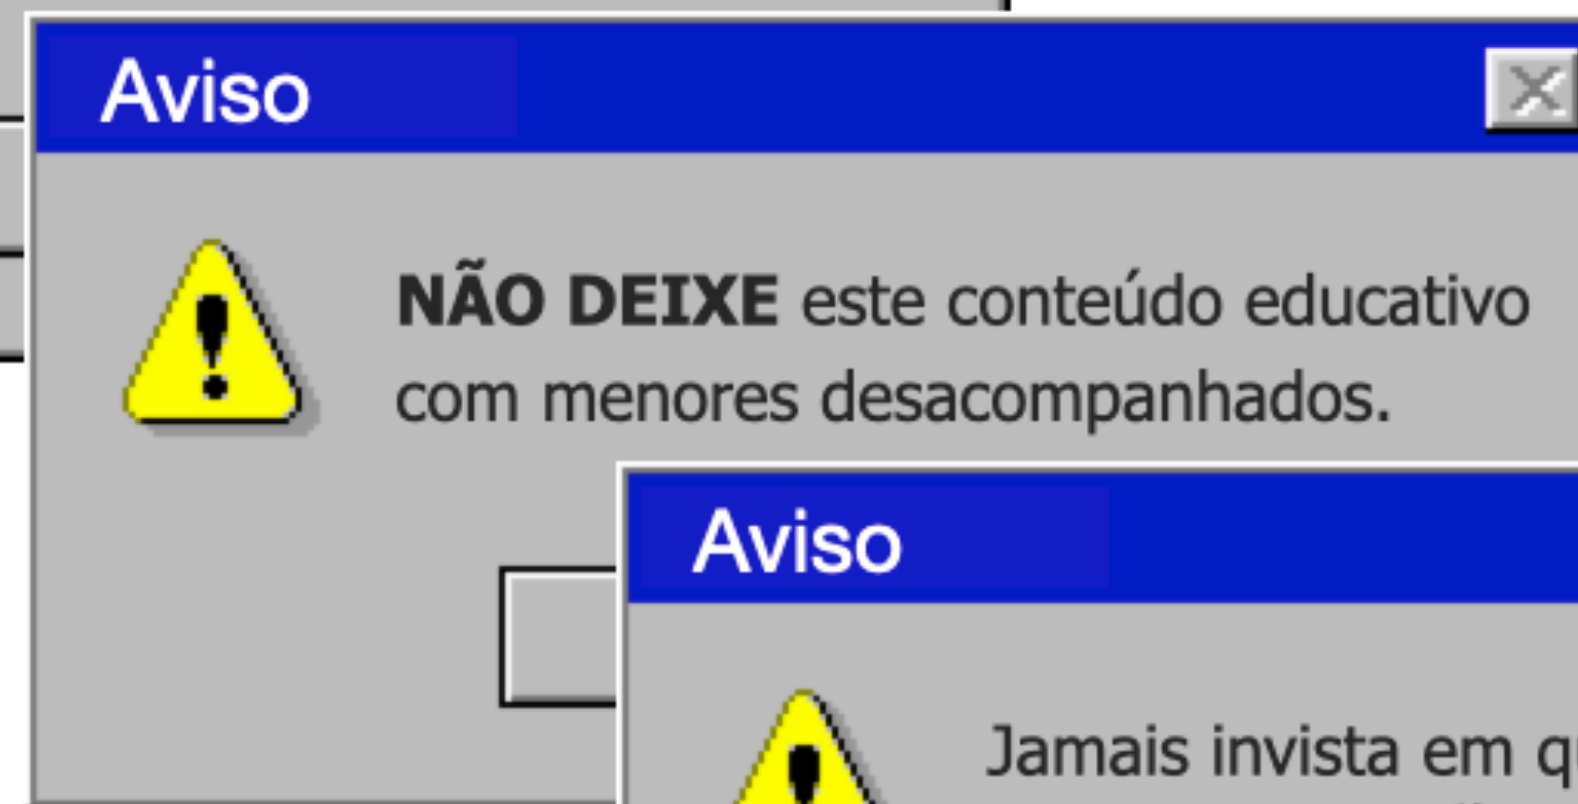 Aviso
NÃO DEIXE este conteúdo educativo
com menores desacompanhados.
Aviso
Jamais invista em